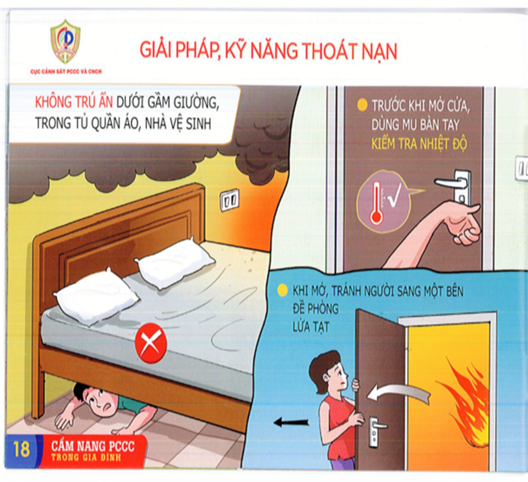 CỤC CẢNH SÁT PCCC VÀ CNCH
GIẢI PHÁP, KỸ NĂNG THOÁT NẠN
KHÔNG TRÚ ẨN DƯỚI GẦM GIƯỜNG,
TRONG TỦ QUẦN ÁO, NHÀ VỆ SINH
TRƯỚC KHI MỞ CỬA,
DÙNG MU BÀN TAY
KIỂM TRA NHIỆT ĐỘ
KHI MỞ, TRÁNH NGƯỜI SANG MỘT BÊN
ĐỀ PHÒNG
LỬA TẠT
18
CẨM NANG PCCC
TRONG GIA ĐÌNH